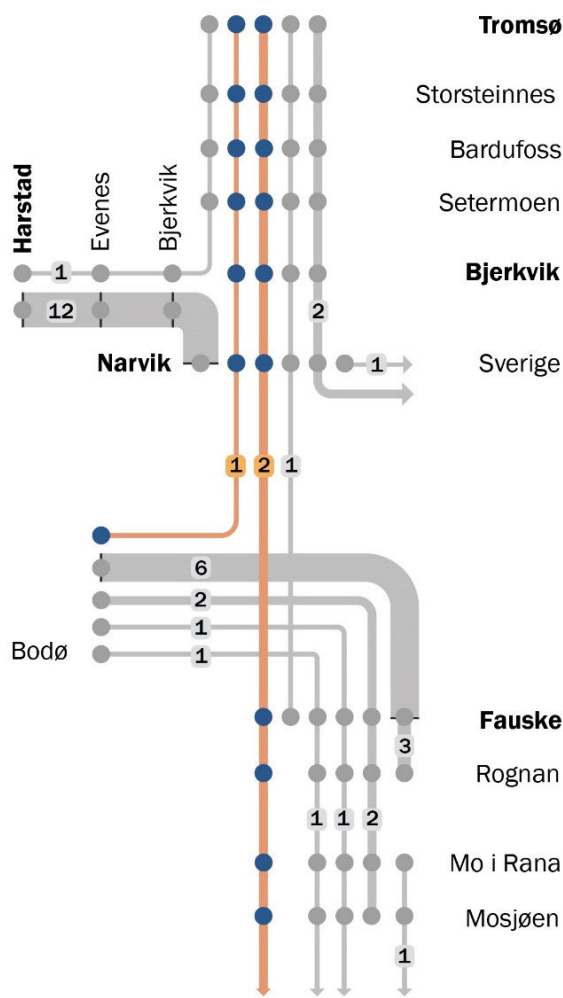 Tromsø
Storsteinnes
Bardufoss
Setermoen
Harstad
Evenes
Bjerkvik
Bjerkvik
1
12
2
Narvik
1
Sverige
1
2
1
6
2
1
Bodø
1
Fauske
3
Rognan
1
1
2
Mo i Rana
Mosjøen
1